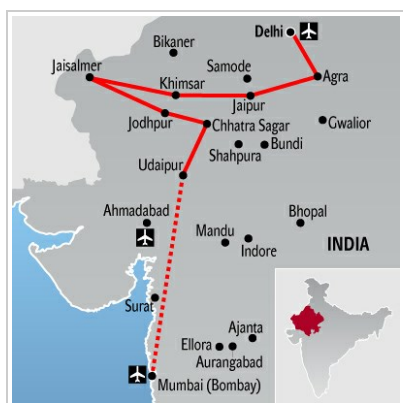 Delhi
Bikaner
Jaisalmer
Samode
Agra
Khimsar
Jaipur
Jodhpur
Chhatra Sagar
Gwalior
Shahpura
Bundi
Udaipur
Ahmadabad
Bhopal
Mandu
INDIA
Indore
Surat
Ajanta
Ellora
Aurangabad
Mumbai (Bombay)